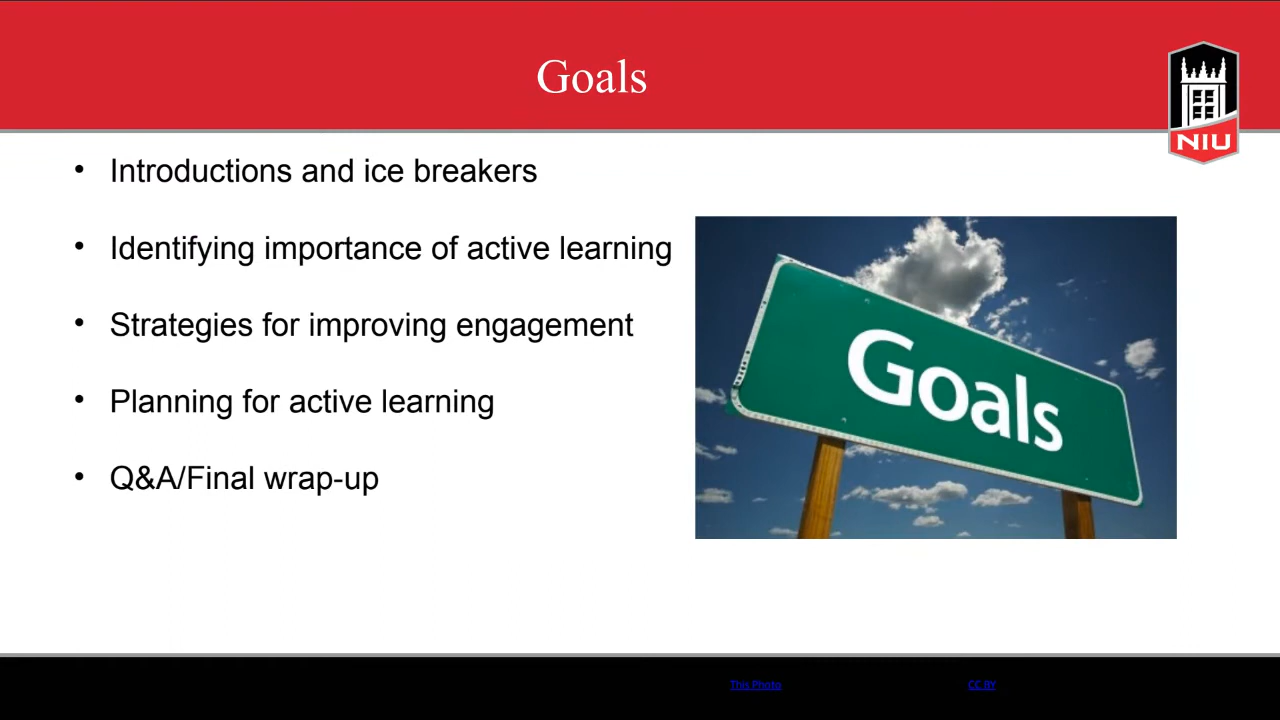 Goals
NIU
• Introductions and ice breakers
• Identifying importance of active learning
• Strategies for improving engagement
• Planning for active learning
• Q&A/Final wrap-up
Goals
This Photo
CC BY